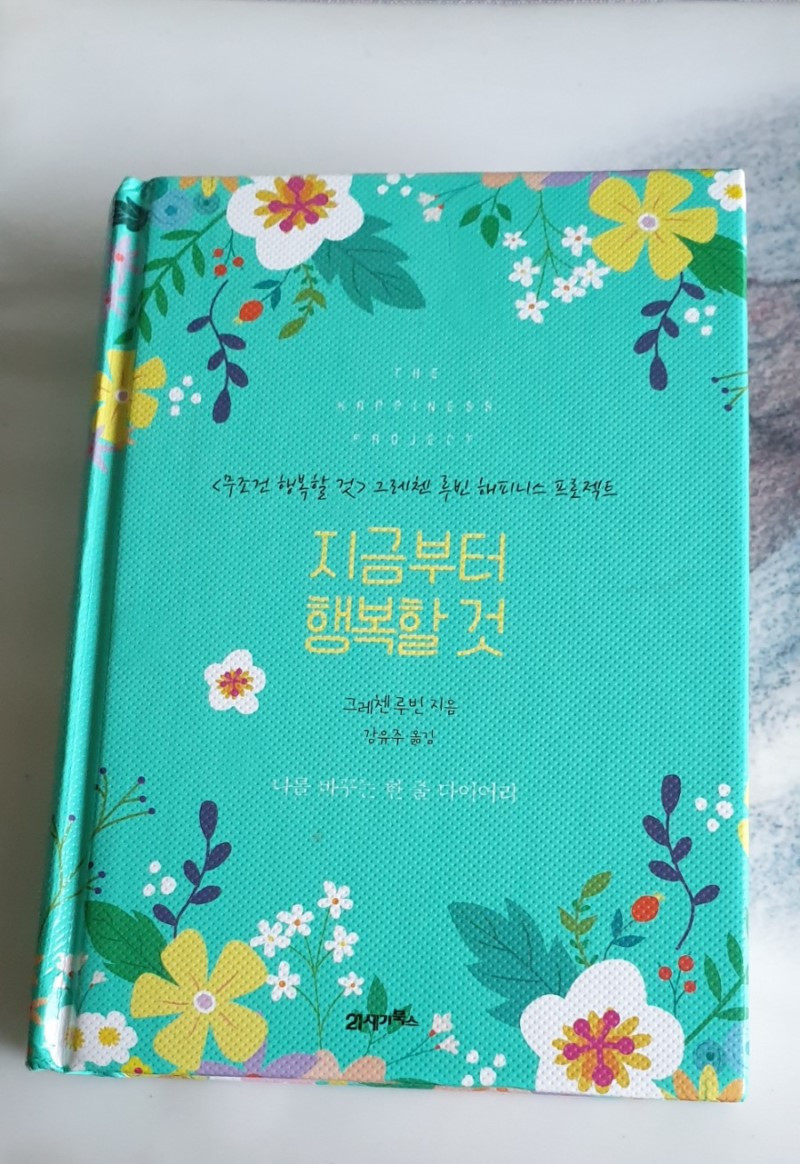 THE
HAPPINESS
PROJECT
<무조건 행복할 것> 그레첸 루빈 해피니스 프로젝트
지금부터
행복할 것
그레첸 루빈 지음
강유주 옮김
나를 바꾸는 한 줄 다이어리
21세기북스